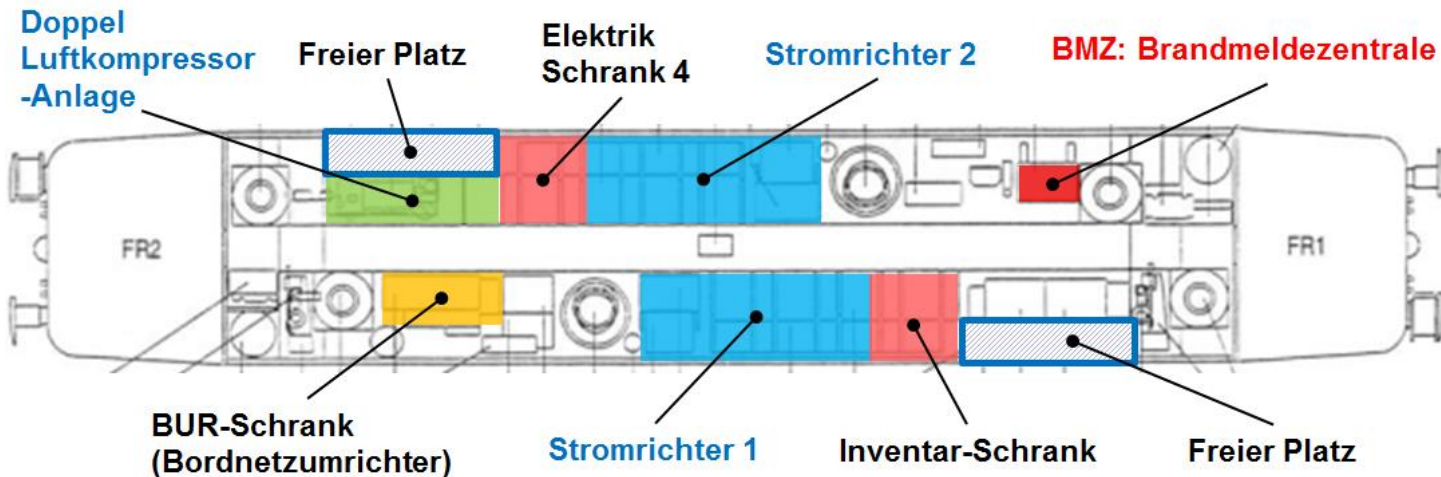 Doppel
Luftkompressor
-Anlage
Freier Platz
Elektrik
Schrank 4
Stromrichter 2
BMZ: Brandmeldezentrale
FR2
FR1
BUR-Schrank
(Bordnetzumrichter)
Stromrichter 1
Inventar-Schrank
Freier Platz